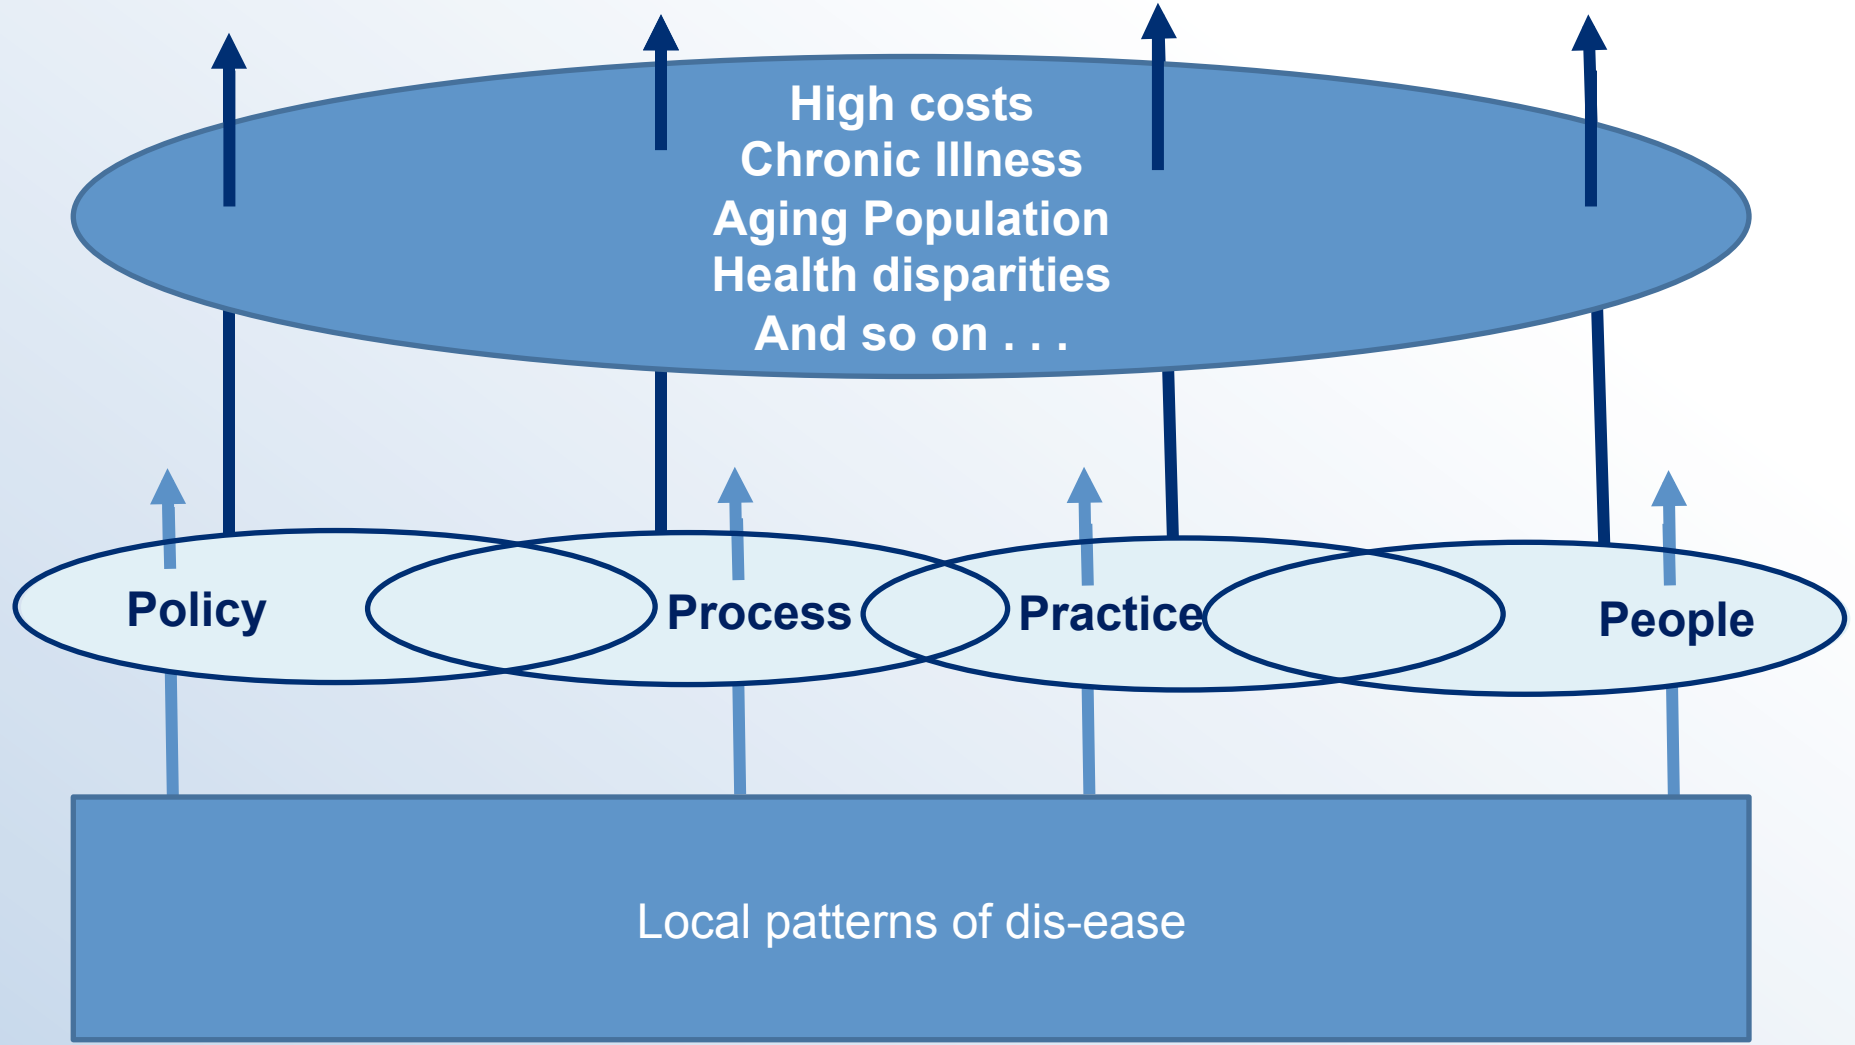 High costs
Chronic Illness
Aging Population
Health disparities
And so on . . .
Policy
Process
Practice
People
Local patterns of dis-ease